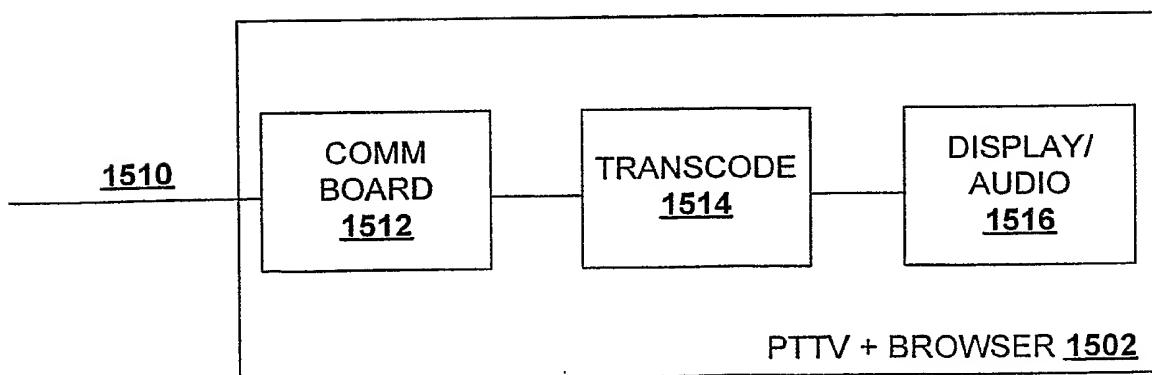 1510
COMM
BOARD
1512
TRANSCODE
1514
DISPLAY/
AUDIO
1516
PTTV + BROWSER 1502